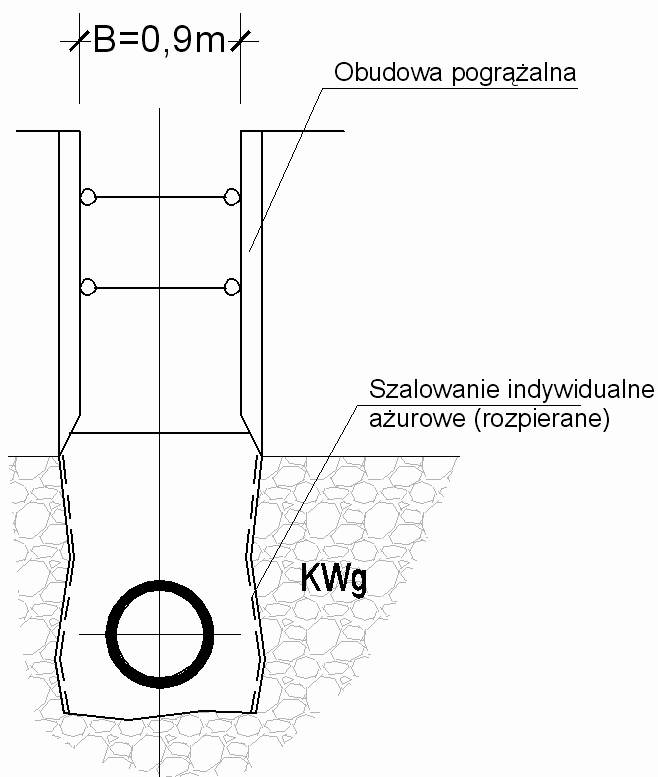 B=0,9m
Obudowa pogrążalna
Szalowanie indywidualne
ażurowe (rozpierane)
KWg